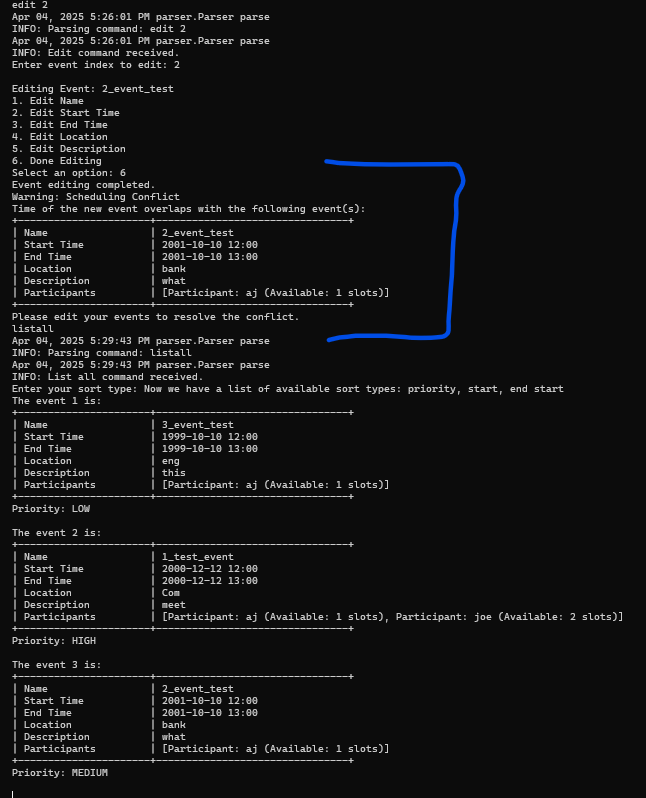 edit 2
Apr 04, 2025 5:26:01 PM parser.Parser parse
INFO: Parsing command: edit 2
Apr 04, 2025 5:26:01 PM parser.Parser parse
INFO: Edit command received.
Enter event index to edit: 2
Editing Event: 2_event_test
1. Edit Name
2. Edit Start Time
3. Edit End Time
4. Edit Location
5. Edit Description
6. Done Editing
Select an option: 6
Event editing completed.
Warning: Scheduling Conflict
Time of the new event overlaps with the following event(s):
+----------------------+--------------------------------+
| Name                 | 2_event_test
| Start Time           | 2001-10-10 12:00
| End Time             | 2001-10-10 13:00
| Location             | bank
| Description          | what
| Participants         | [Participant: aj (Available: 1 slots)]
+----------------------+--------------------------------+
Please edit your events to resolve the conflict.
listall
Apr 04, 2025 5:29:43 PM parser.Parser parse
INFO: Parsing command: listall
Apr 04, 2025 5:29:43 PM parser.Parser parse
INFO: List all command received.
Enter your sort type: Now we have a list of available sort types: priority, start, end start
The event 1 is:
+----------------------+--------------------------------+
| Name                 | 3_event_test
| Start Time           | 1999-10-10 12:00
| End Time             | 1999-10-10 13:00
| Location             | eng
| Description          | this
| Participants         | [Participant: aj (Available: 1 slots)]
+----------------------+--------------------------------+
Priority: LOW
The event 2 is:
+----------------------+--------------------------------+
| Name                 | 1_test_event
| Start Time           | 2000-12-12 12:00
| End Time             | 2000-12-12 13:00
| Location             | Com
| Description          | meet
| Participants         | [Participant: aj (Available: 1 slots), Participant: joe (Available: 2 slots)]
+----------------------+--------------------------------+
Priority: HIGH
The event 3 is:
+----------------------+--------------------------------+
| Name                 | 2_event_test
| Start Time           | 2001-10-10 12:00
| End Time             | 2001-10-10 13:00
| Location             | bank
| Description          | what
| Participants         | [Participant: aj (Available: 1 slots)]
+----------------------+--------------------------------+
Priority: MEDIUM